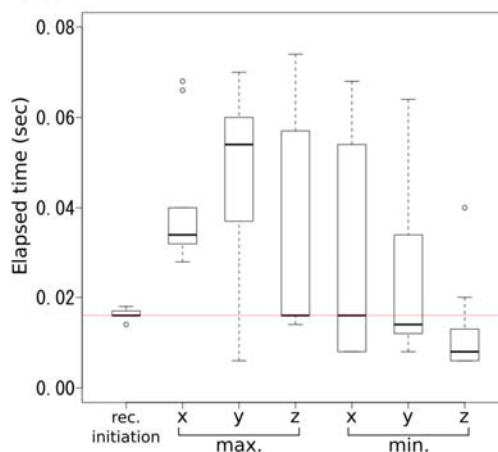 0.08
0.06
0.04
0.02
0.00
Elapsed time (sec)
rec. initiation
x y z x y z
max. min.